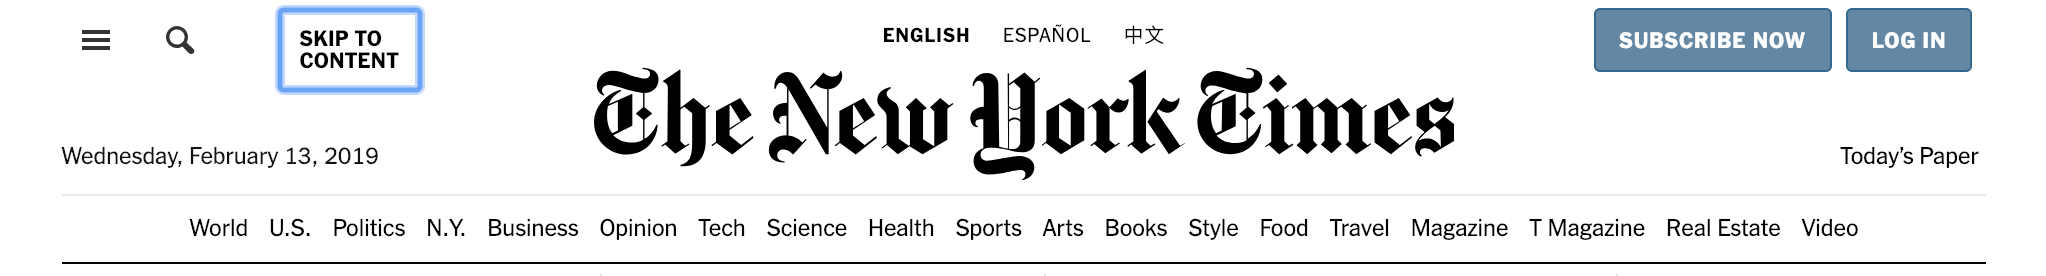 SKIP TO
CONTENT
ENGLISH ESPAÑOL 中文
SUBSCRIBE NOW LOG IN
The New York Times
Wednesday, February 13, 2019
Today’s Paper
World U.S. Politics N.Y. Business Opinion Tech Science Health Sports Arts Books Style Food Travel Magazine T Magazine Real Estate Video